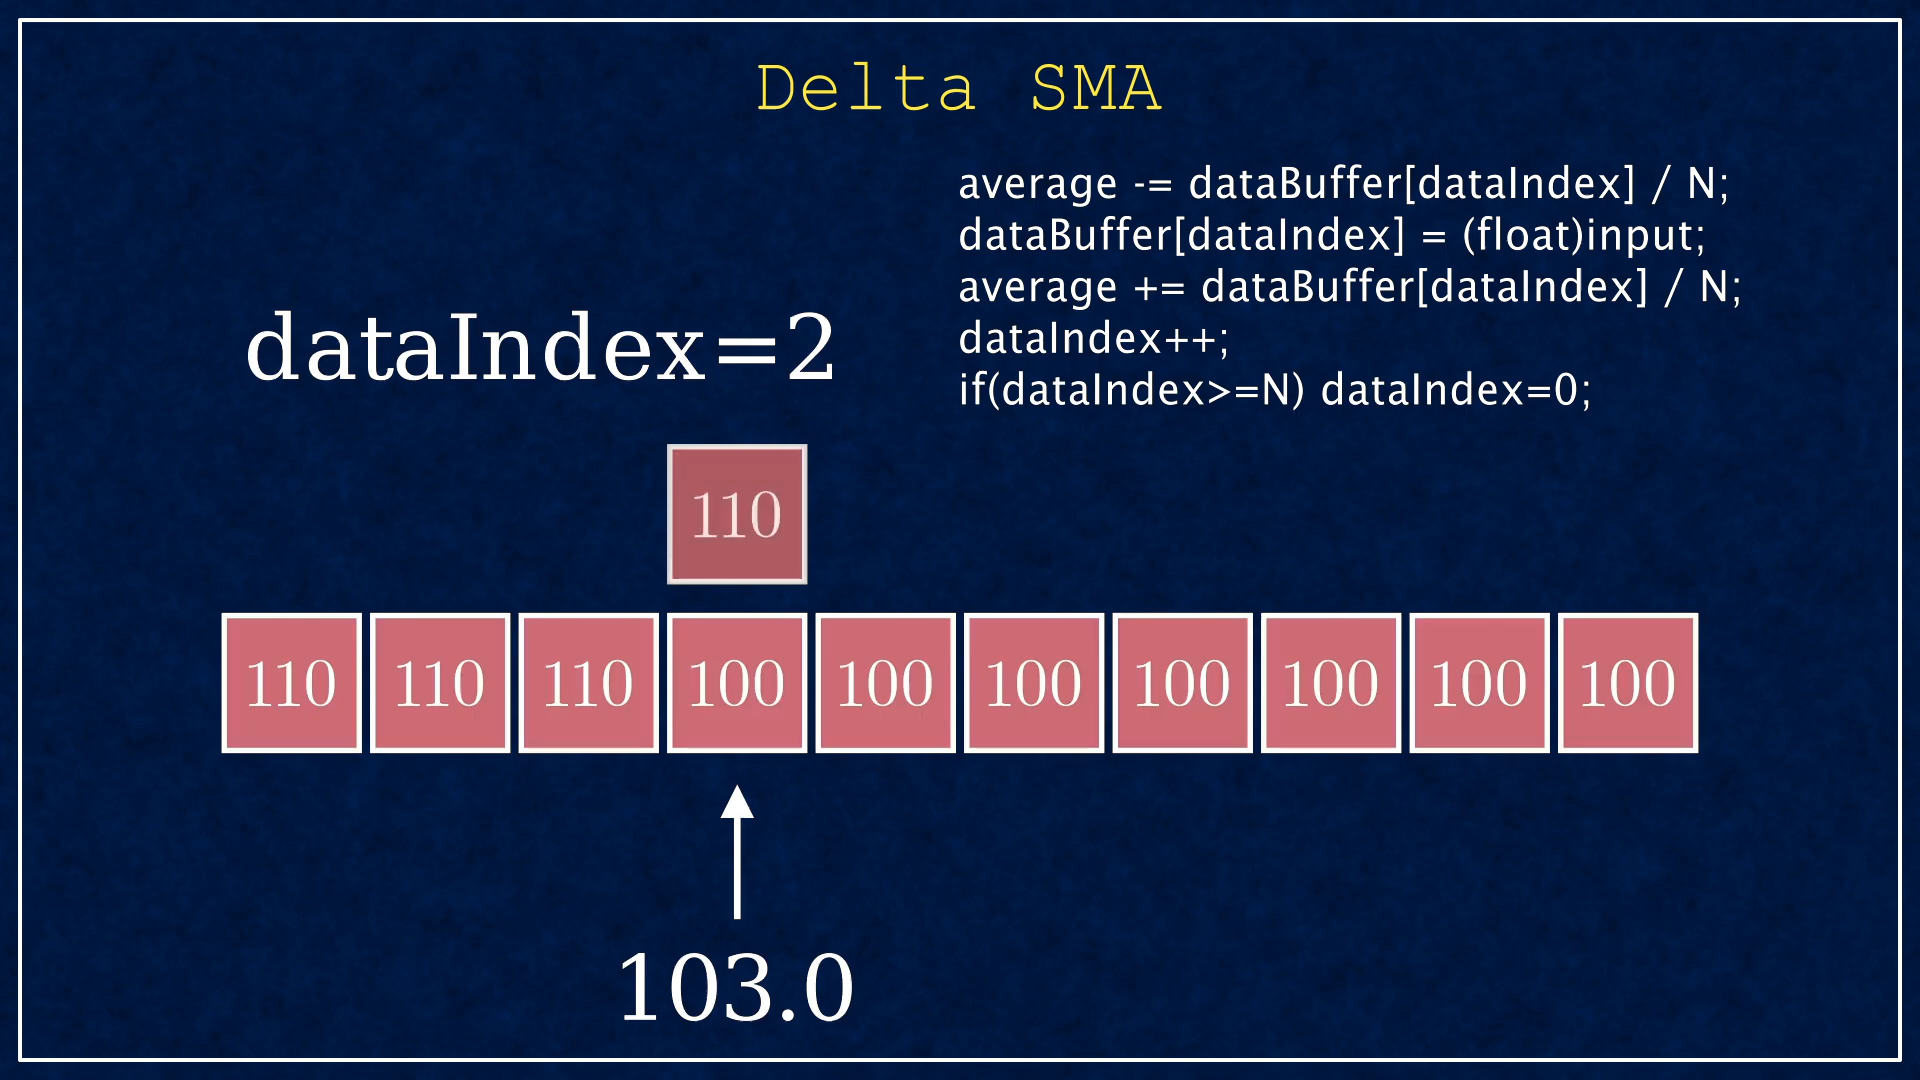 Delta SMA
average -= dataBuffer[dataIndex] / N;
dataBuffer[dataIndex] = (float)input;
average += dataBuffer[dataIndex] / N;
dataIndex++;
if(dataIndex>=N) dataIndex=0;
dataIndex=2
110
110 110 110 100 100 100 100 100 100 100
103.0